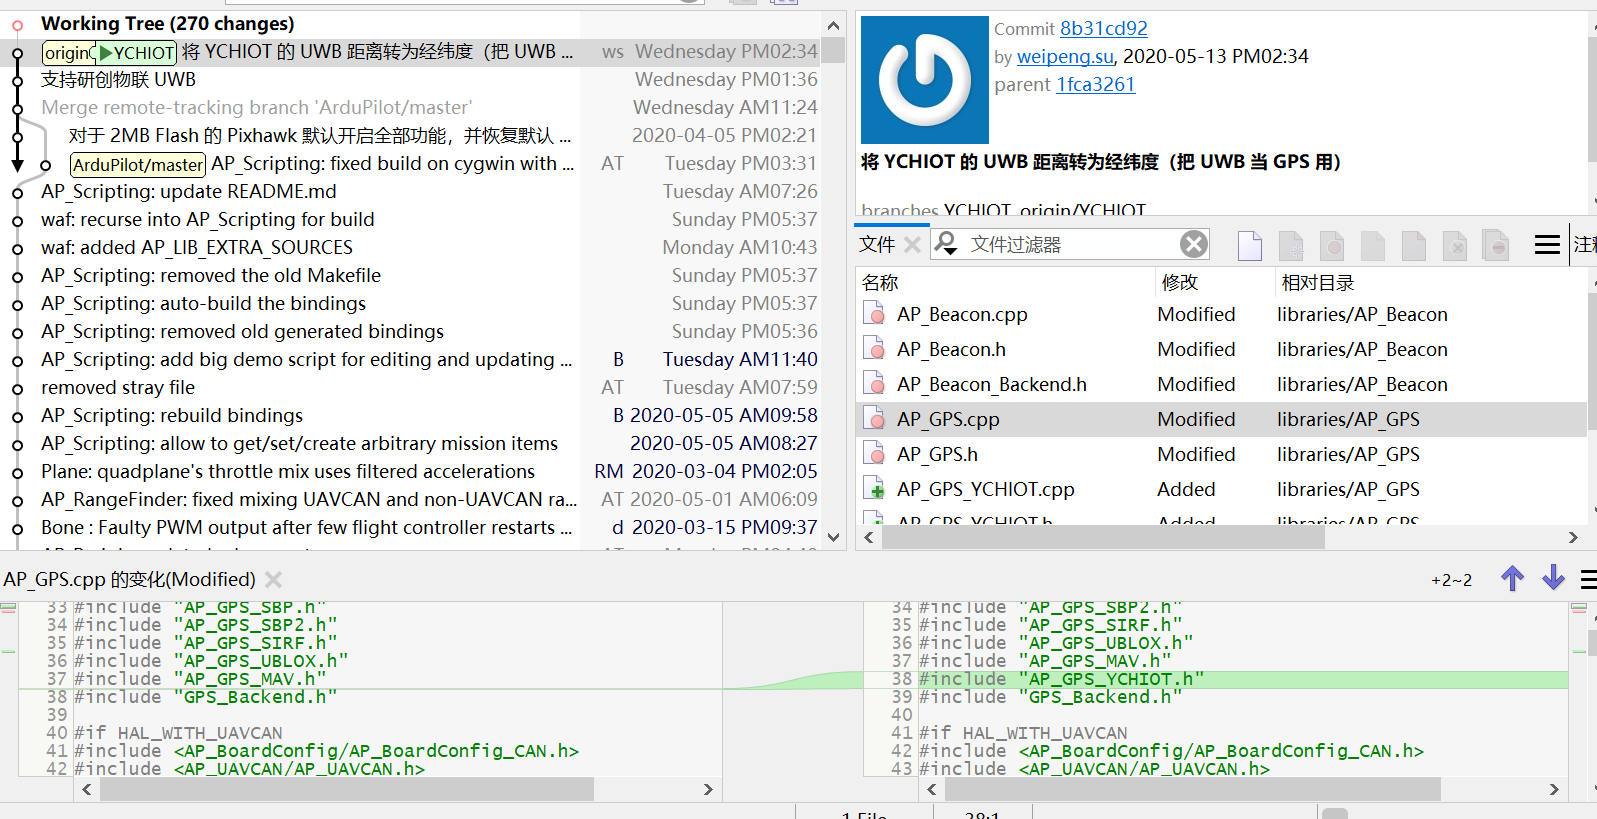 Working Tree (270 changes)
origin YCHIOT 将 YCHIOT 的 UWB 距离转为经纬度（把 UWB ... ws Wednesday PM02:34
支持研创物联 UWB Wednesday PM01:36
Merge remote-tracking branch 'ArduPilot/master' Wednesday AM11:24
对于 2MB Flash 的 Pixhawk 默认开启全部功能，并恢复默认 ... 2020-04-05 PM02:21
ArduPilot/master AP_Scripting: fixed build on cygwin with ... AT Tuesday PM03:31
AP_Scripting: update README.md Tuesday AM07:26
waf: recurse into AP_Scripting for build Sunday PM05:37
waf: added AP_LIB_EXTRA_SOURCES Monday AM10:43
AP_Scripting: removed the old Makefile Sunday PM05:37
AP_Scripting: auto-build the bindings Sunday PM05:37
AP_Scripting: removed old generated bindings Sunday PM05:36
AP_Scripting: add big demo script for editing and updating ... B Tuesday AM11:40
removed stray file AT Tuesday AM07:59
AP_Scripting: rebuild bindings B 2020-05-05 AM09:58
AP_Scripting: allow to get/set/create arbitrary mission items 2020-05-05 AM08:27
Plane: quadplane's throttle mix uses filtered accelerations RM 2020-03-04 PM02:05
AP_RangeFinder: fixed mixing UAVCAN and non-UAVCAN ra... AT 2020-05-01 AM06:09
Bone : Faulty PWM output after few flight controller restarts ... d 2020-03-15 PM09:37
Commit 8b31cd92
by weipeng.su, 2020-05-13 PM02:34
parent 1fca3261
将 YCHIOT 的 UWB 距离转为经纬度（把 UWB 当 GPS 用）
branches YCHIOT, origin/YCHIOT
文件 文件过滤器
名称 修改 相对目录
AP_Beacon.cpp Modified libraries/AP_Beacon
AP_Beacon.h Modified libraries/AP_Beacon
AP_Beacon_Backend.h Modified libraries/AP_Beacon
AP_GPS.cpp Modified libraries/AP_GPS
AP_GPS.h Modified libraries/AP_GPS
AP_GPS_YCHIOT.cpp Added libraries/AP_GPS
AP_GPS_YCHIOT.h Added libraries/AP_GPS
AP_GPS.cpp 的变化(Modified) +2~2
33 #include "AP_GPS_SBP.h"
34 #include "AP_GPS_SBP2.h"
35 #include "AP_GPS_SIRF.h"
36 #include "AP_GPS_UBLOX.h"
37 #include "AP_GPS_MAV.h"
38 #include "GPS_Backend.h"
39
40 #if HAL_WITH_UAVCAN
41 #include <AP_BoardConfig/AP_BoardConfig_CAN.h>
42 #include <AP_UAVCAN/AP_UAVCAN.h>
34 #include "AP_GPS_SBP2.h"
35 #include "AP_GPS_SIRF.h"
36 #include "AP_GPS_UBLOX.h"
37 #include "AP_GPS_MAV.h"
38 #include "AP_GPS_YCHIOT.h"
39 #include "GPS_Backend.h"
40
41 #if HAL_WITH_UAVCAN
42 #include <AP_BoardConfig/AP_BoardConfig_CAN.h>
43 #include <AP_UAVCAN/AP_UAVCAN.h>
1 File 38:1